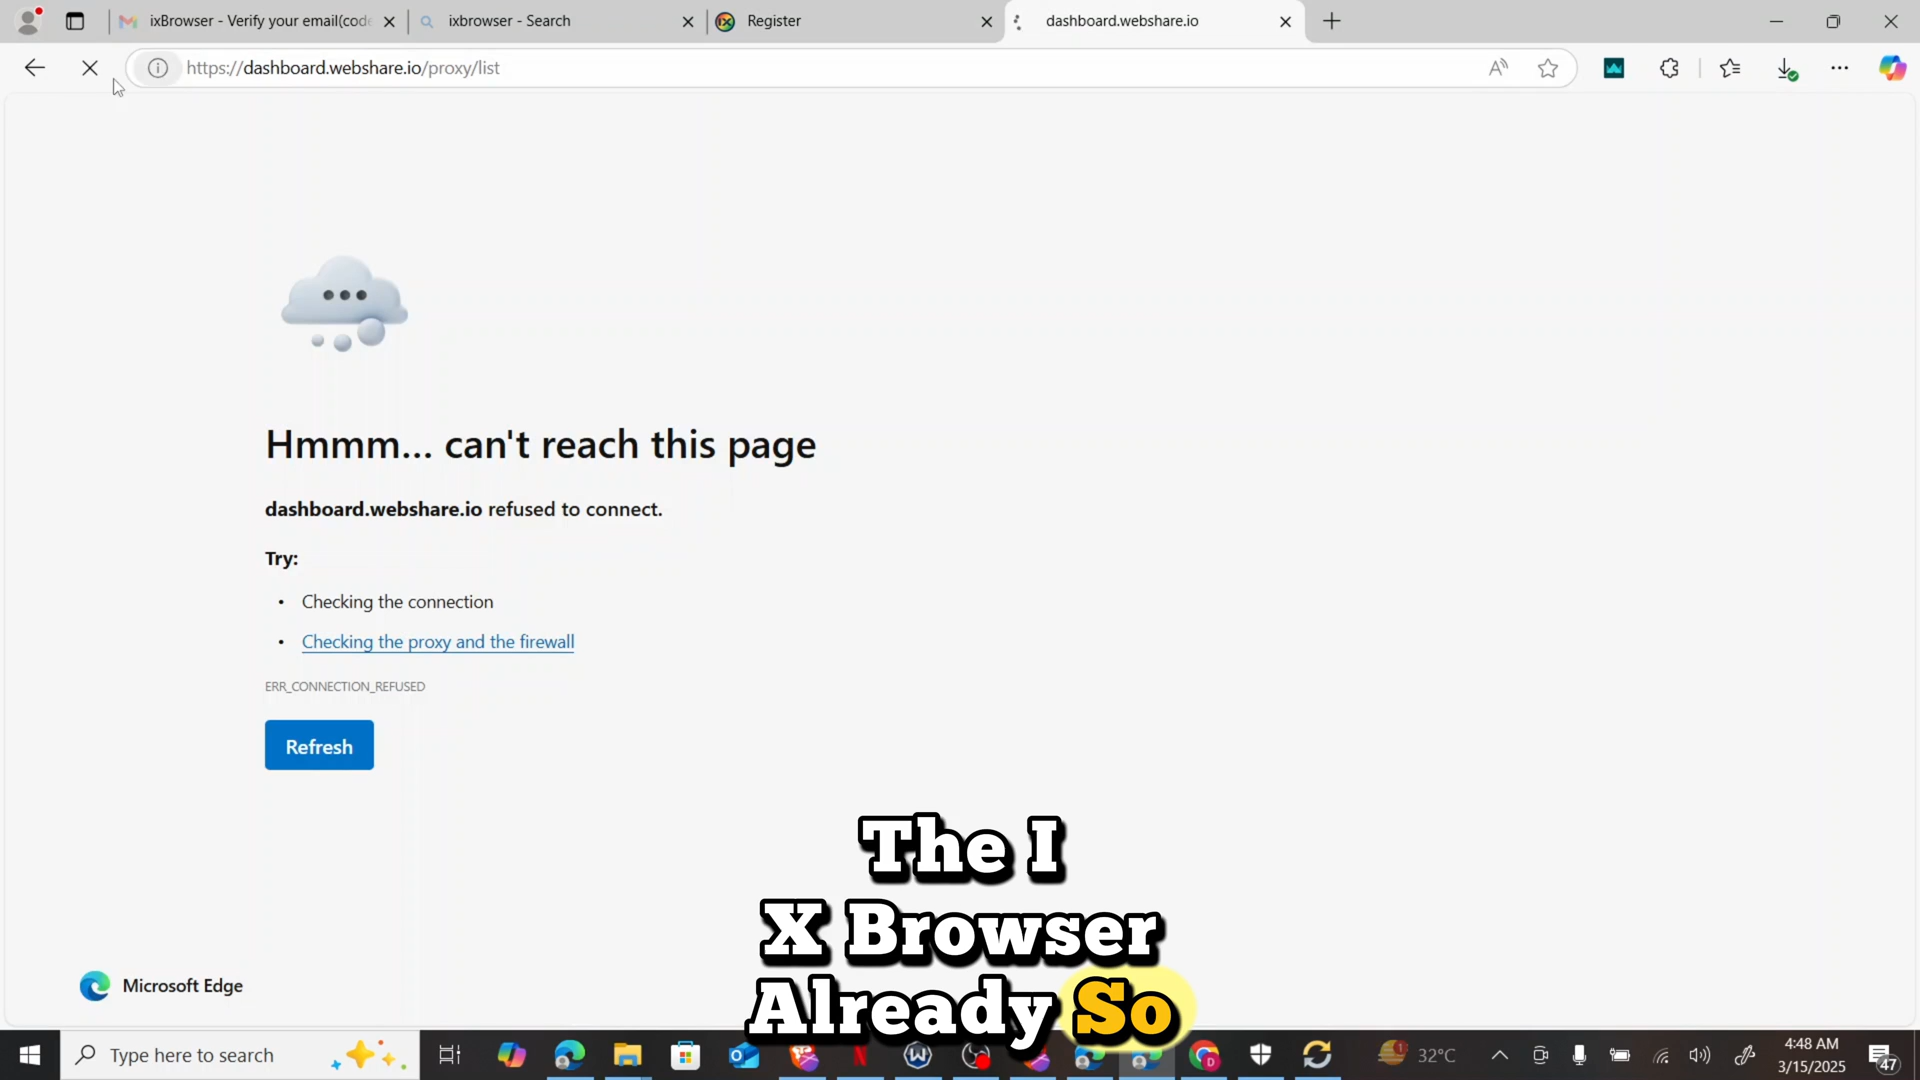 ixBrowser - Verify your email(code
ixbrowser - Search
Register
dashboard.webshare.io
https://dashboard.webshare.io/proxy/list
Hmmm... can't reach this page
dashboard.webshare.io refused to connect.
Try:
• Checking the connection
• Checking the proxy and the firewall
ERR_CONNECTION_REFUSED
Refresh
The I
X Browser
Already So
Microsoft Edge
Type here to search
32°C
4:48 AM
3/15/2025
47